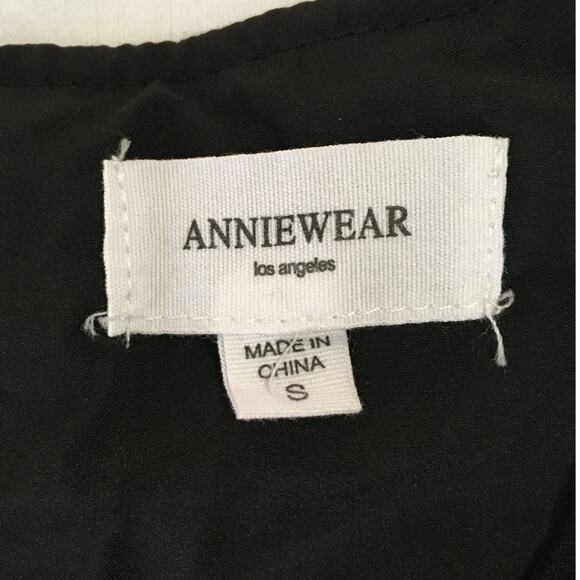 ANNIEWEAR
los angeles
MADE IN
CHINA
S